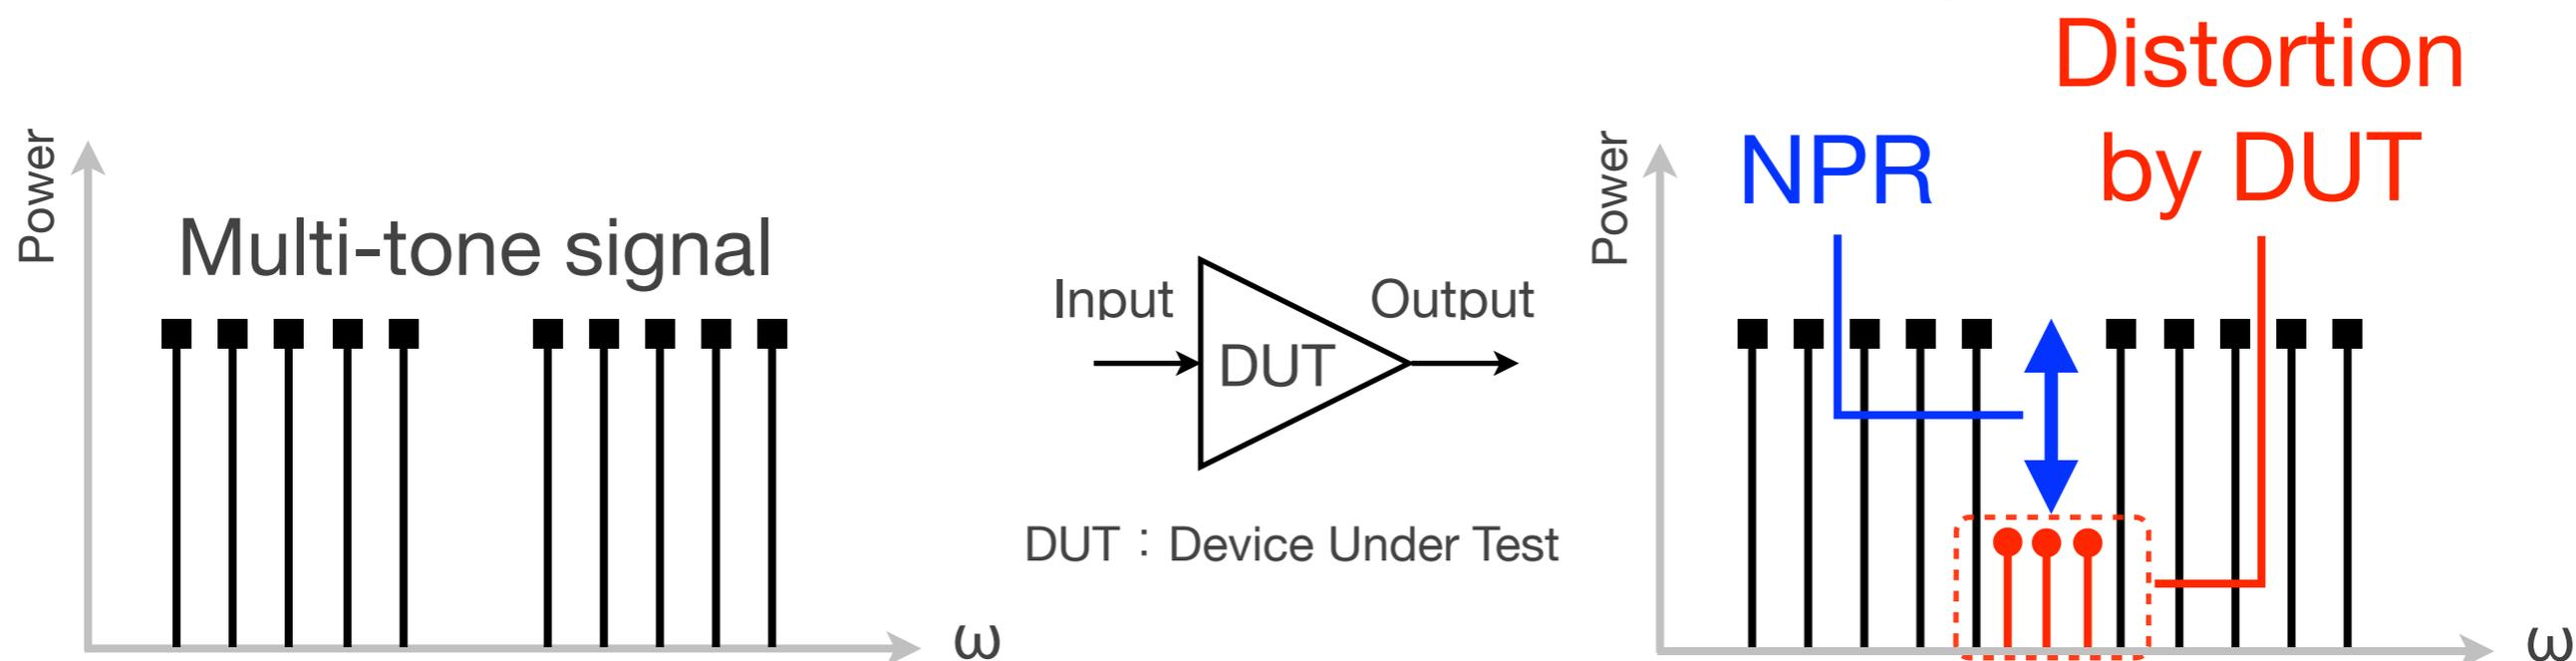 Power
Multi-tone signal
ω
Input
Output
DUT
DUT：Device Under Test
Power
NPR
Distortion
by DUT
ω